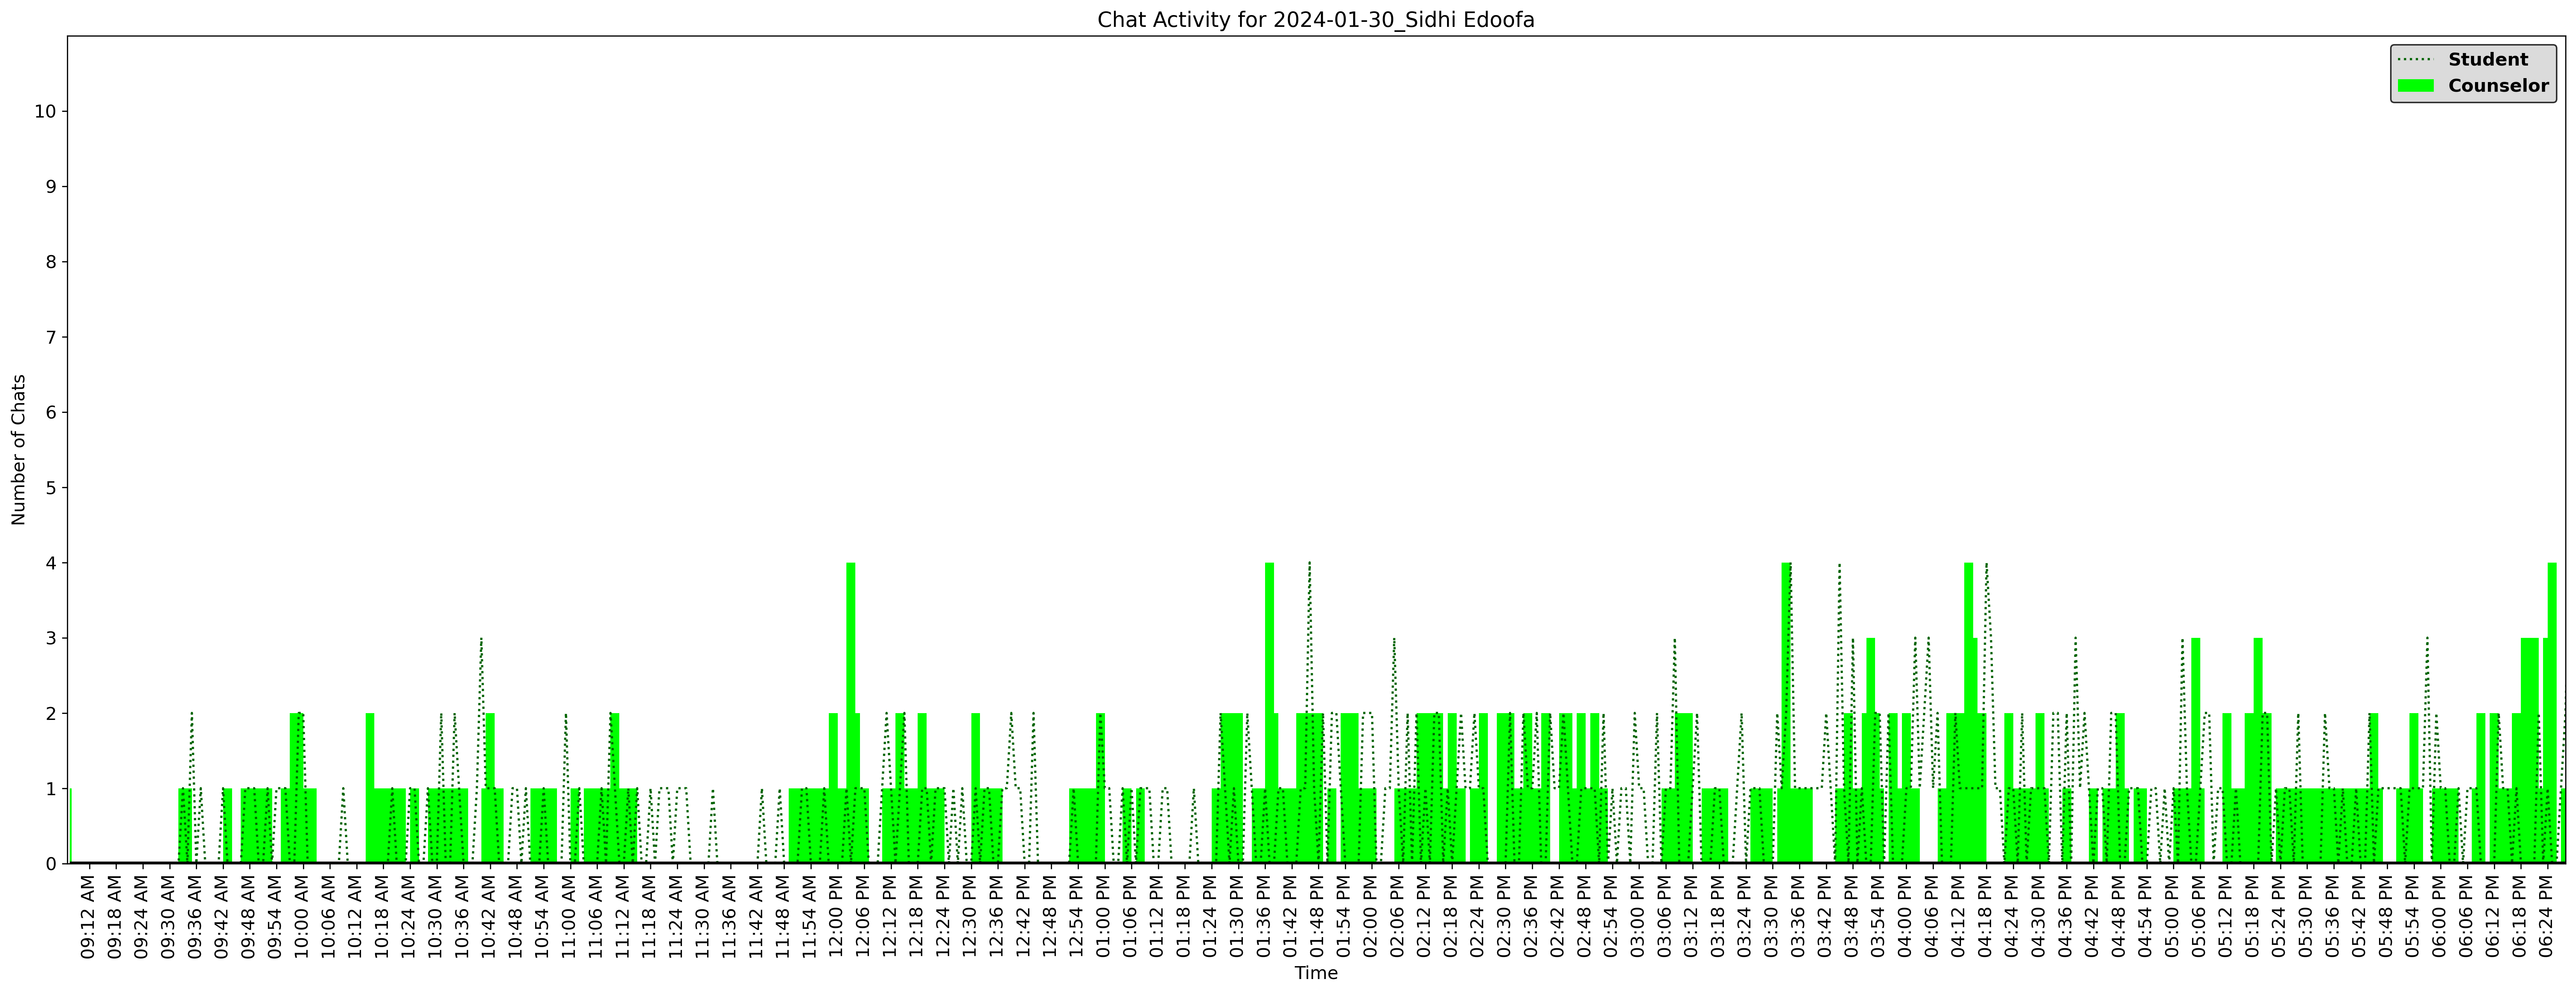 Chat Activity for 2024-01-30_Sidhi Edoofa
Student
Counselor
Number of Chats
10
9
8
7
6
5
4
3
2
1
0
09:12 AM
09:18 AM
09:24 AM
09:30 AM
09:36 AM
09:42 AM
09:48 AM
09:54 AM
10:00 AM
10:06 AM
10:12 AM
10:18 AM
10:24 AM
10:30 AM
10:36 AM
10:42 AM
10:48 AM
10:54 AM
11:00 AM
11:06 AM
11:12 AM
11:18 AM
11:24 AM
11:30 AM
11:36 AM
11:42 AM
11:48 AM
11:54 AM
12:00 PM
12:06 PM
12:12 PM
12:18 PM
12:24 PM
12:30 PM
12:36 PM
12:42 PM
12:48 PM
12:54 PM
01:00 PM
01:06 PM
01:12 PM
01:18 PM
01:24 PM
01:30 PM
01:36 PM
01:42 PM
01:48 PM
01:54 PM
02:00 PM
02:06 PM
02:12 PM
02:18 PM
02:24 PM
02:30 PM
02:36 PM
02:42 PM
02:48 PM
02:54 PM
03:00 PM
03:06 PM
03:12 PM
03:18 PM
03:24 PM
03:30 PM
03:36 PM
03:42 PM
03:48 PM
03:54 PM
04:00 PM
04:06 PM
04:12 PM
04:18 PM
04:24 PM
04:30 PM
04:36 PM
04:42 PM
04:48 PM
04:54 PM
05:00 PM
05:06 PM
05:12 PM
05:18 PM
05:24 PM
05:30 PM
05:36 PM
05:42 PM
05:48 PM
05:54 PM
06:00 PM
06:06 PM
06:12 PM
06:18 PM
06:24 PM
Time